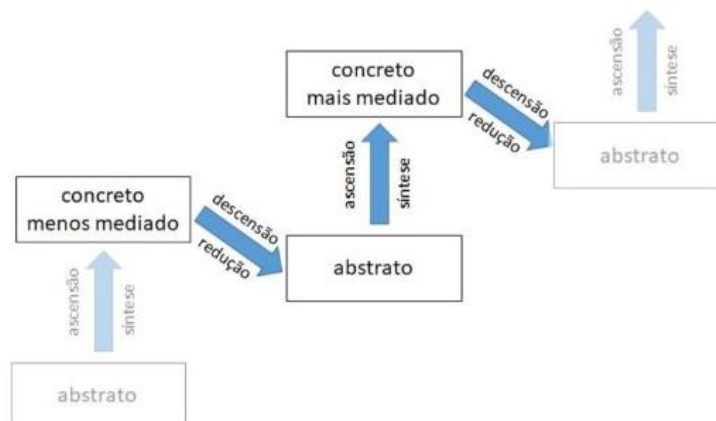 concreto
mais mediado
descensão
redução
ascensão
síntese
abstrato
concreto
menos mediado
descensão
redução
ascensão
síntese
abstrato
ascensão
síntese
abstrato